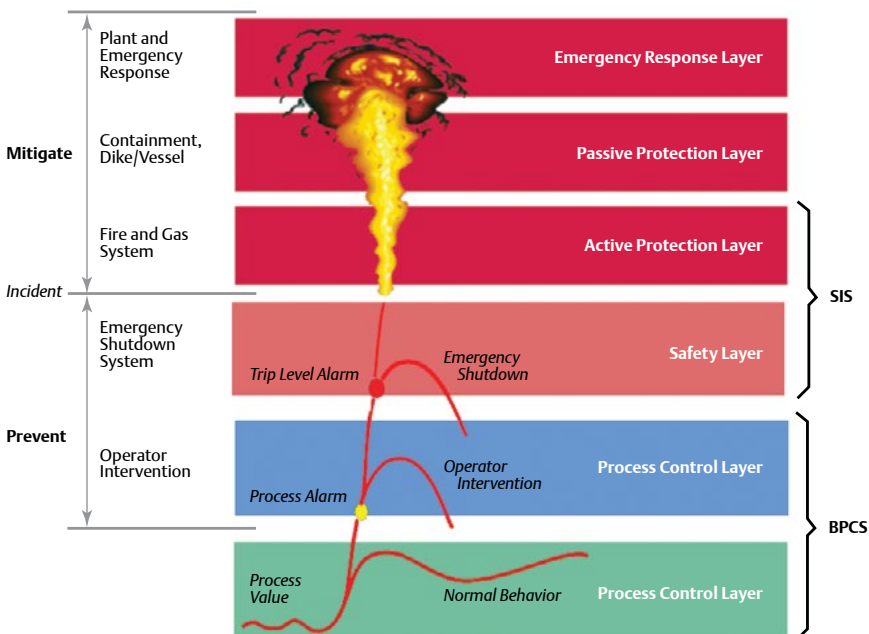 Plant and
Emergency
Response
Emergency Response Layer
Mitigate
Containment,
Dike/Vessel
Passive Protection Layer
Fire and Gas
System
Active Protection Layer
Incident
SIS
Emergency
Shutdown
System
Trip Level Alarm
Emergency
Shutdown
Safety Layer
Prevent
Operator
Intervention
Process Alarm
Operator
Intervention
Process Control Layer
BPCS
Process
Value
Normal Behavior
Process Control Layer